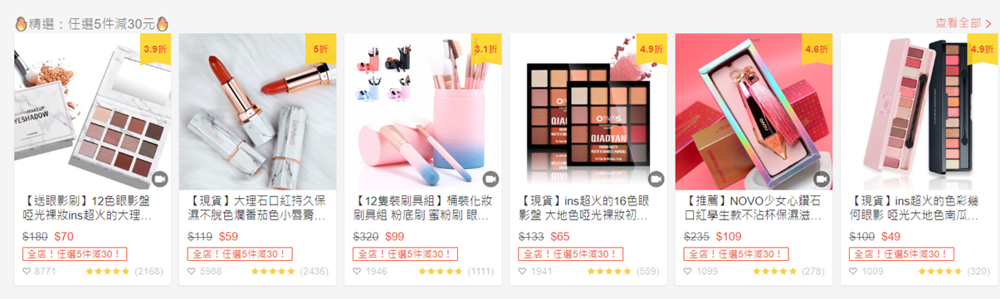 🔥精選：任選5件減30元🔥
查看全部 >
3.9折
MAKEUP
EYESHADOW
【送眼影刷】12色眼影盤
啞光裸妝ins超火的大理...
$180 $70
全店！任選5件減30！
8771 (2168)
5折
【現貨】大理石口紅持久保
濕不脫色爛番茄色小唇膏...
$119 $59
全店！任選5件減30！
5988 (2436)
3.1折
【12隻裝刷具組】桶裝化妝
刷具組 粉底刷 蜜粉刷 眼...
$320 $99
全店！任選5件減30！
1946 (1111)
4.9折
QIAOYAN
【現貨】ins超火的16色眼
影盤 大地色啞光裸妝初...
$133 $65
全店！任選5件減30！
1941 (559)
4.6折
NOVO
【推薦】NOVO少女心鑽石
口紅學生款不沾杯保濕滋...
$235 $109
全店！任選5件減30！
1099 (278)
4.9折
【現貨】ins超火的色彩幾
何眼影 啞光大地色南瓜...
$100 $49
全店！任選5件減30！
1009 (320)